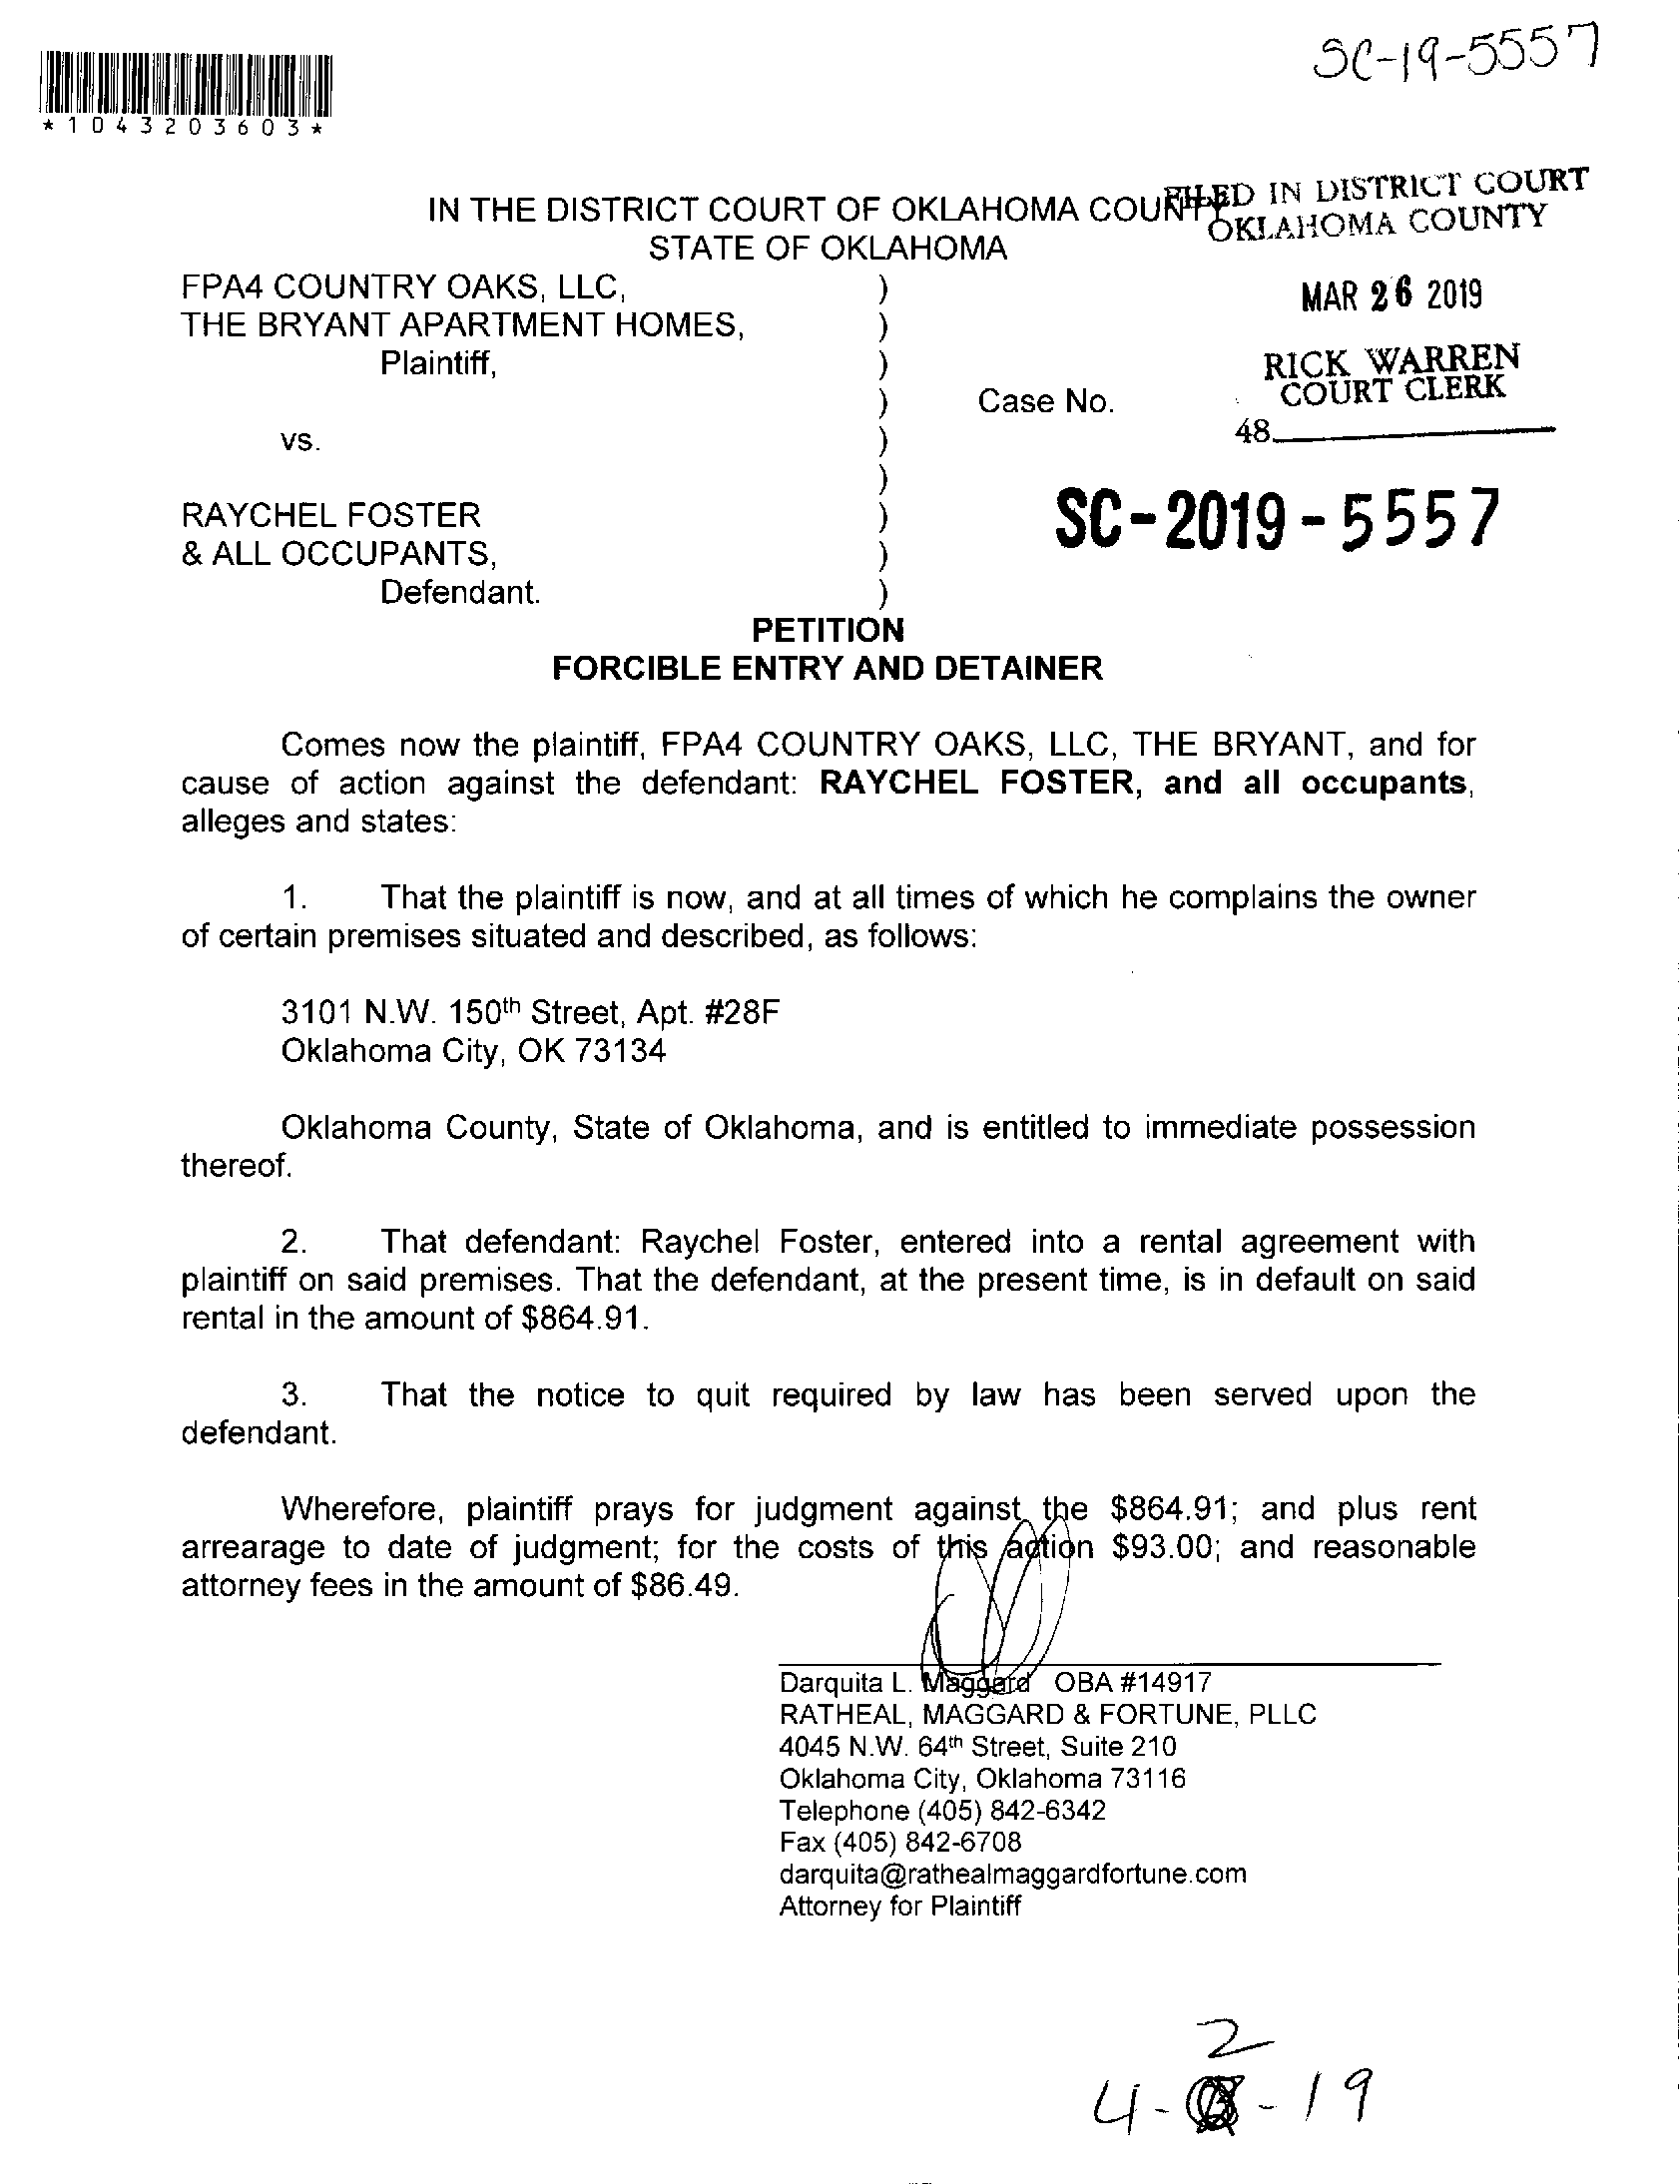 SC-19-5557
*1043203603*
IN THE DISTRICT COURT OF OKLAHOMA COUNTY
STATE OF OKLAHOMA
FILED IN DISTRICT COURT
OKLAHOMA COUNTY
MAR 26 2019
RICK WARREN
COURT CLERK
48
FPA4 COUNTRY OAKS, LLC, )
THE BRYANT APARTMENT HOMES, )
Plaintiff, )
) Case No.
vs. )
)
SC-2019-5557
RAYCHEL FOSTER )
& ALL OCCUPANTS, )
Defendant. )
PETITION
FORCIBLE ENTRY AND DETAINER
Comes now the plaintiff, FPA4 COUNTRY OAKS, LLC, THE BRYANT, and for
cause of action against the defendant: RAYCHEL FOSTER, and all occupants,
alleges and states:
1. That the plaintiff is now, and at all times of which he complains the owner
of certain premises situated and described, as follows:
3101 N.W. 150th Street, Apt. #28F
Oklahoma City, OK 73134
Oklahoma County, State of Oklahoma, and is entitled to immediate possession
thereof.
2. That defendant: Raychel Foster, entered into a rental agreement with
plaintiff on said premises. That the defendant, at the present time, is in default on said
rental in the amount of $864.91.
3. That the notice to quit required by law has been served upon the
defendant.
Wherefore, plaintiff prays for judgment against the $864.91; and plus rent
arrearage to date of judgment; for the costs of this action $93.00; and reasonable
attorney fees in the amount of $86.49.
Darquita L. Maggard OBA #14917
RATHEAL, MAGGARD & FORTUNE, PLLC
4045 N.W. 64th Street, Suite 210
Oklahoma City, Oklahoma 73116
Telephone (405) 842-6342
Fax (405) 842-6708
darquita@rathealmaggardfortune.com
Attorney for Plaintiff
2
4- -19